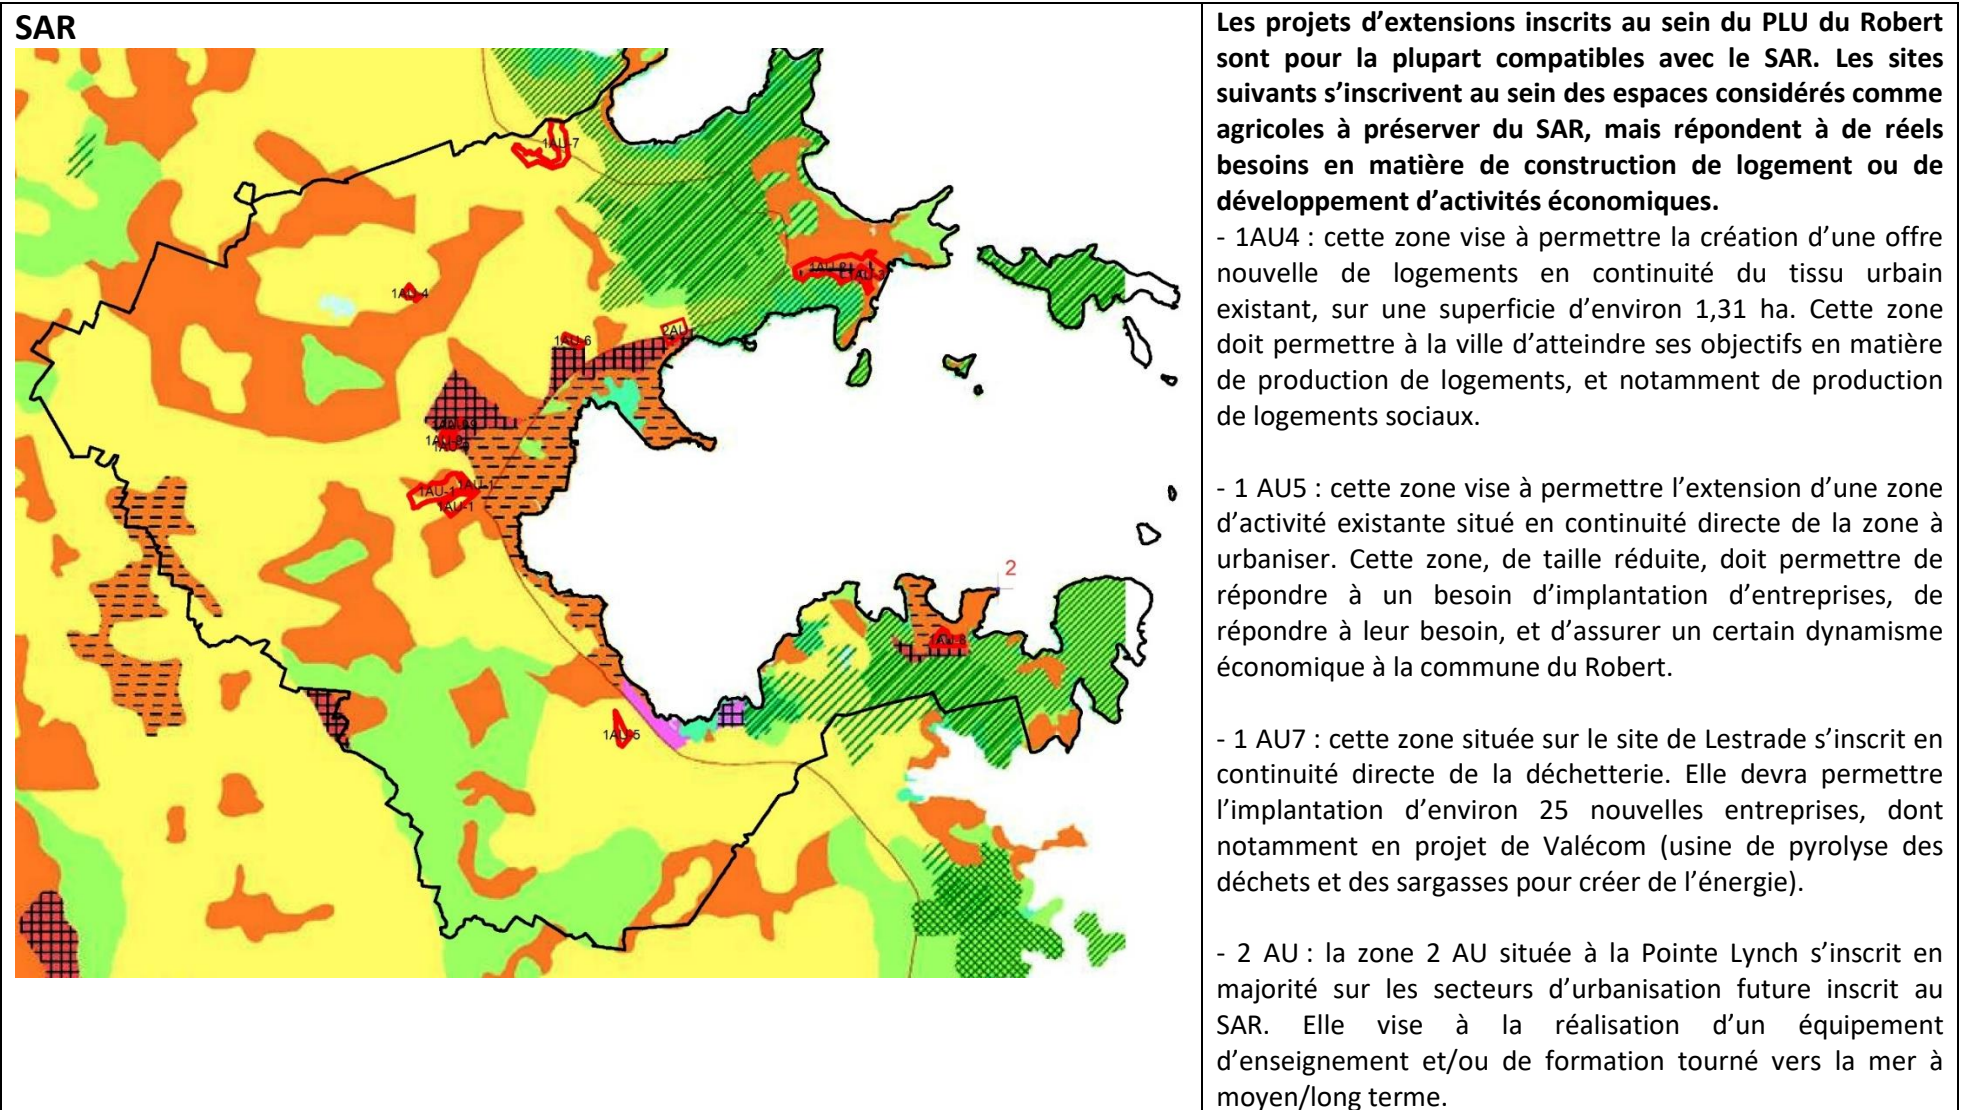 SAR
1AU-7
1AU-4
1AU-6
2AU
1AU-1
1AU-1
1AU-1
2
1AU-5
Les projets d’extensions inscrits au sein du PLU du Robert
sont pour la plupart compatibles avec le SAR. Les sites
suivants s’inscrivent au sein des espaces considérés comme
agricoles à préserver du SAR, mais répondent à de réels
besoins en matière de construction de logement ou de
développement d’activités économiques.
- 1AU4 : cette zone vise à permettre la création d’une offre
nouvelle de logements en continuité du tissu urbain
existant, sur une superficie d’environ 1,31 ha. Cette zone
doit permettre à la ville d’atteindre ses objectifs en matière
de production de logements, et notamment de production
de logements sociaux.
- 1 AU5 : cette zone vise à permettre l’extension d’une zone
d’activité existante situé en continuité directe de la zone à
urbaniser. Cette zone, de taille réduite, doit permettre de
répondre à un besoin d’implantation d’entreprises, de
répondre à leur besoin, et d’assurer un certain dynamisme
économique à la commune du Robert.
- 1 AU7 : cette zone située sur le site de Lestrade s’inscrit en
continuité directe de la déchetterie. Elle devra permettre
l’implantation d’environ 25 nouvelles entreprises, dont
notamment en projet de Valécom (usine de pyrolyse des
déchets et des sargasses pour créer de l’énergie).
- 2 AU : la zone 2 AU située à la Pointe Lynch s’inscrit en
majorité sur les secteurs d’urbanisation future inscrit au
SAR. Elle vise à la réalisation d’un équipement
d’enseignement et/ou de formation tourné vers la mer à
moyen/long terme.